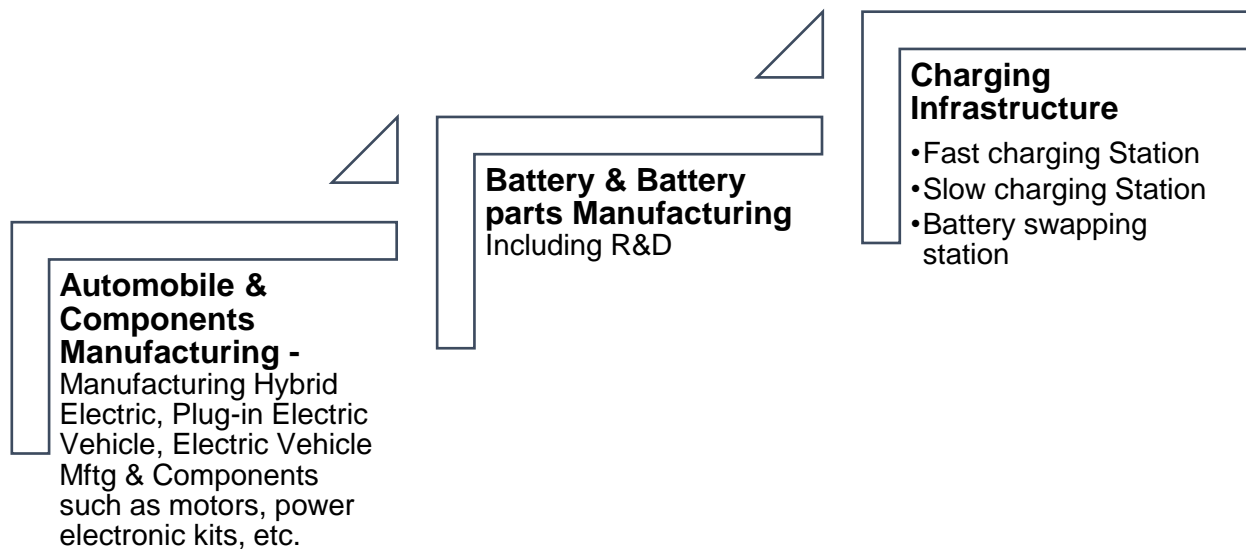 Automobile &
Components
Manufacturing -
Manufacturing Hybrid
Electric, Plug-in Electric
Vehicle, Electric Vehicle
Mftg & Components
such as motors, power
electronic kits, etc.
Battery & Battery
parts Manufacturing
Including R&D
Charging
Infrastructure
•Fast charging Station
•Slow charging Station
•Battery swapping
station